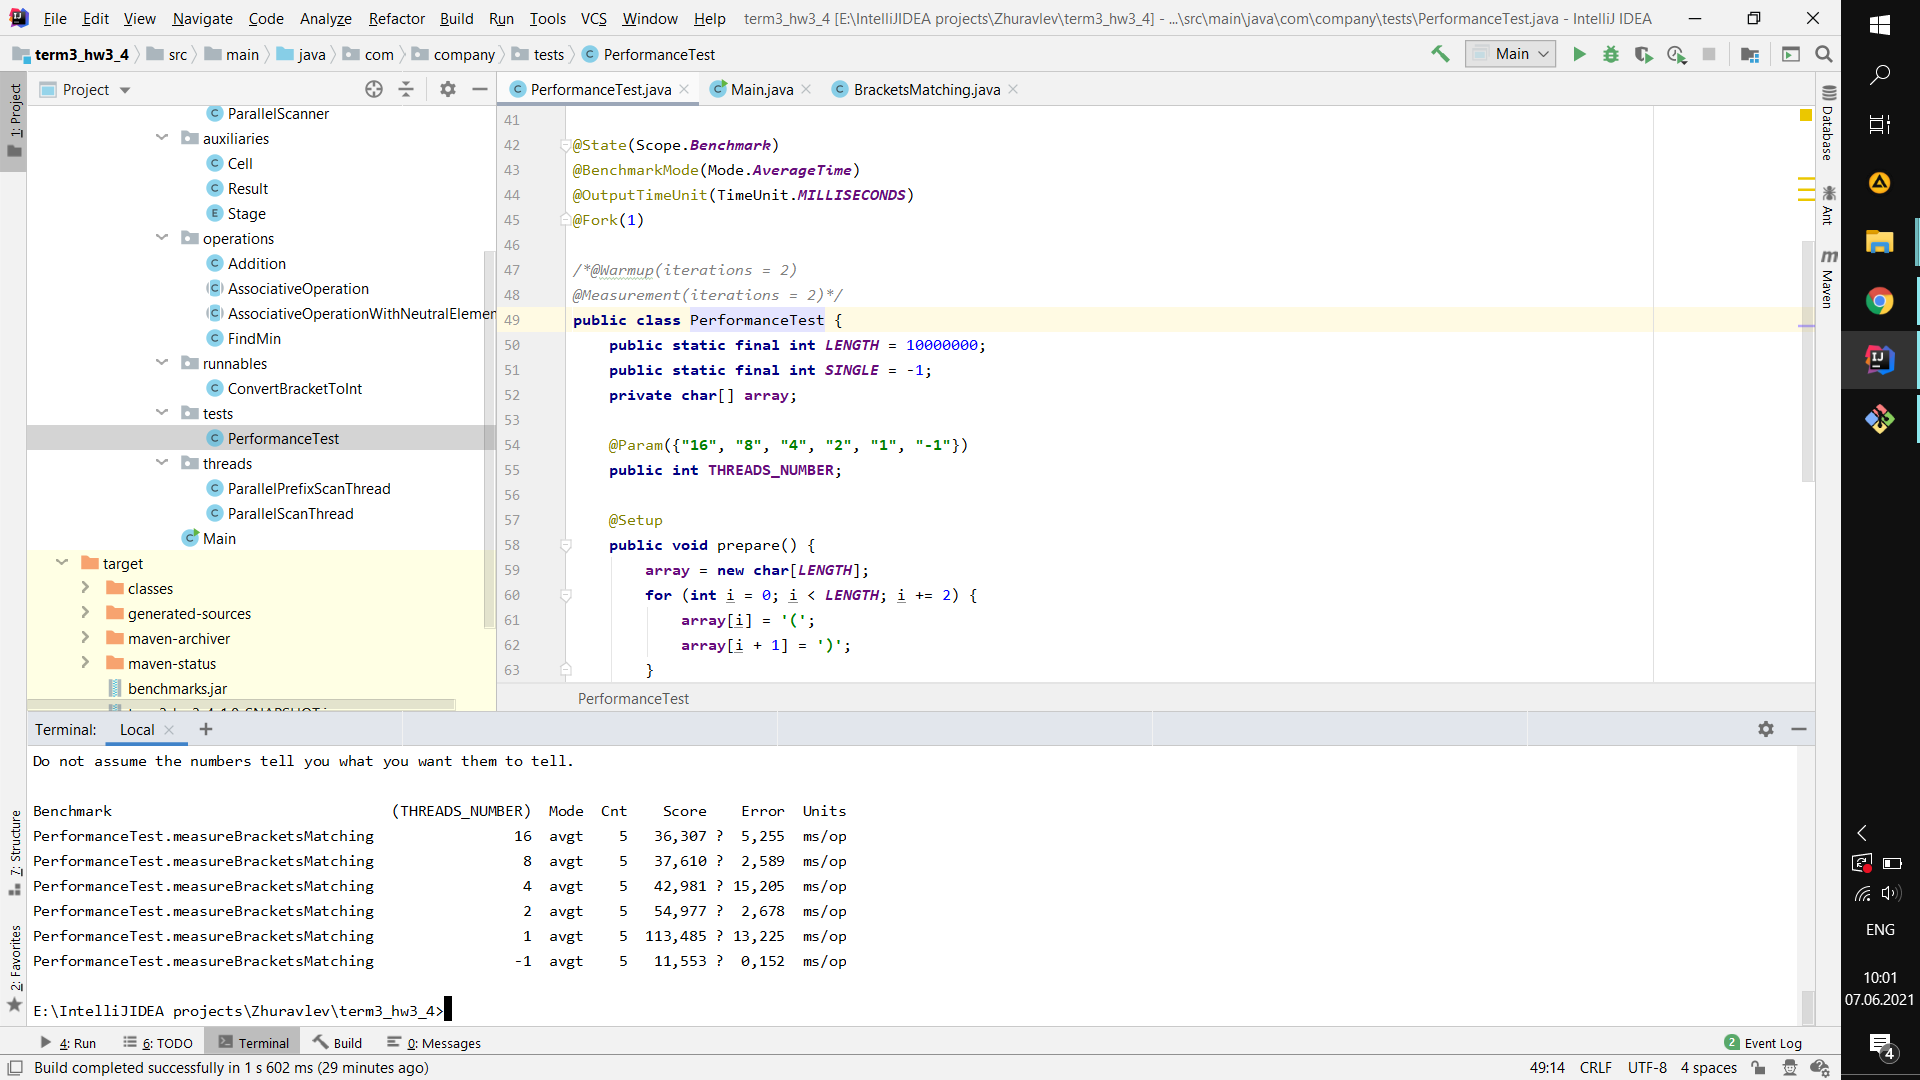 File Edit View Navigate Code Analyze Refactor Build Run Tools VCS Window Help term3_hw3_4 [E:\IntelliJIDEA projects\Zhuravlev\term3_hw3_4] - ...\src\main\java\com\company\tests\PerformanceTest.java - IntelliJ IDEA
term3_hw3_4 src main java com company tests PerformanceTest Main
1: Project
Project
PerformanceTest.java Main.java BracketsMatching.java
ParallelScanner
auxiliaries
Cell
Result
Stage
operations
Addition
AssociativeOperation
AssociativeOperationWithNeutralElemen
FindMin
runnables
ConvertBracketToInt
tests
PerformanceTest
threads
ParallelPrefixScanThread
ParallelScanThread
Main
target
classes
generated-sources
maven-archiver
maven-status
benchmarks.jar
41
42 @State(Scope.Benchmark)
43 @BenchmarkMode(Mode.AverageTime)
44 @OutputTimeUnit(TimeUnit.MILLISECONDS)
45 @Fork(1)
46
47 /*@Warmup(iterations = 2)
48 @Measurement(iterations = 2)*/
49 public class PerformanceTest {
50 public static final int LENGTH = 10000000;
51 public static final int SINGLE = -1;
52 private char[] array;
53
54 @Param({"16", "8", "4", "2", "1", "-1"})
55 public int THREADS_NUMBER;
56
57 @Setup
58 public void prepare() {
59 array = new char[LENGTH];
60 for (int i = 0; i < LENGTH; i += 2) {
61 array[i] = '(';
62 array[i + 1] = ')';
63 }
PerformanceTest
Database
Ant
Maven
Terminal: Local
Do not assume the numbers tell you what you want them to tell.
Benchmark (THREADS_NUMBER) Mode Cnt Score Error Units
PerformanceTest.measureBracketsMatching 16 avgt 5 36,307 ? 5,255 ms/op
PerformanceTest.measureBracketsMatching 8 avgt 5 37,610 ? 2,589 ms/op
PerformanceTest.measureBracketsMatching 4 avgt 5 42,981 ? 15,205 ms/op
PerformanceTest.measureBracketsMatching 2 avgt 5 54,977 ? 2,678 ms/op
PerformanceTest.measureBracketsMatching 1 avgt 5 113,485 ? 13,225 ms/op
PerformanceTest.measureBracketsMatching -1 avgt 5 11,553 ? 0,152 ms/op
E:\IntelliJIDEA projects\Zhuravlev\term3_hw3_4>
7: Structure
2: Favorites
4: Run 6: TODO Terminal Build 0: Messages 2 Event Log
Build completed successfully in 1 s 602 ms (29 minutes ago) 49:14 CRLF UTF-8 4 spaces
ENG
10:01
07.06.2021
4